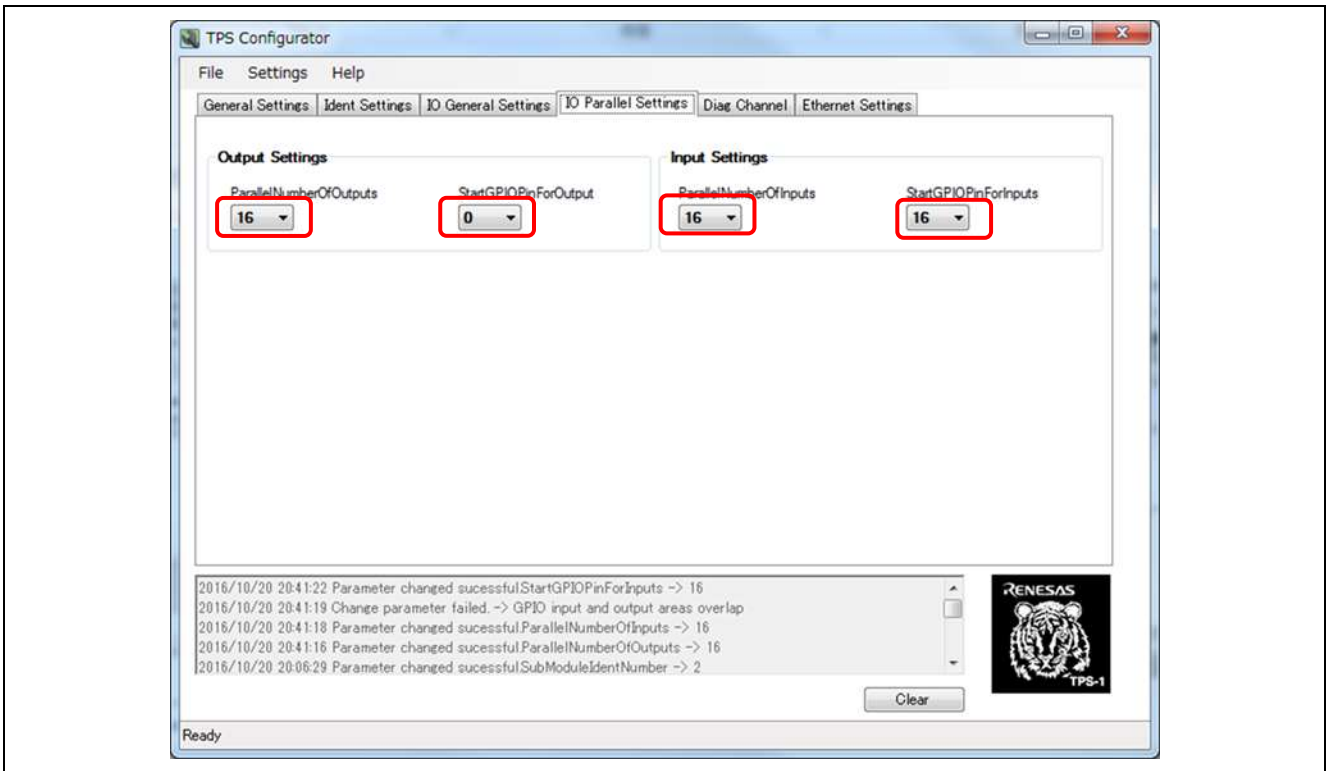 TPS Configurator
File Settings Help
General Settings Ident Settings IO General Settings IO Parallel Settings Diag Channel Ethernet Settings
Output Settings Input Settings
ParallelNumberOfOutputs StartGPIOPinForOutput ParallelNumberOfInputs StartGPIOPinForInputs
16 0 16 16
2016/10/20 20:41:22 Parameter changed sucessful.StartGPIOPinForInputs -> 16
2016/10/20 20:41:19 Change parameter failed. -> GPIO input and output areas overlap
2016/10/20 20:41:18 Parameter changed sucessful.ParallelNumberOfInputs -> 16
2016/10/20 20:41:16 Parameter changed sucessful.ParallelNumberOfOutputs -> 16
2016/10/20 20:06:29 Parameter changed sucessful.SubModuleIdentNumber -> 2
RENESAS
TPS-1
Clear
Ready